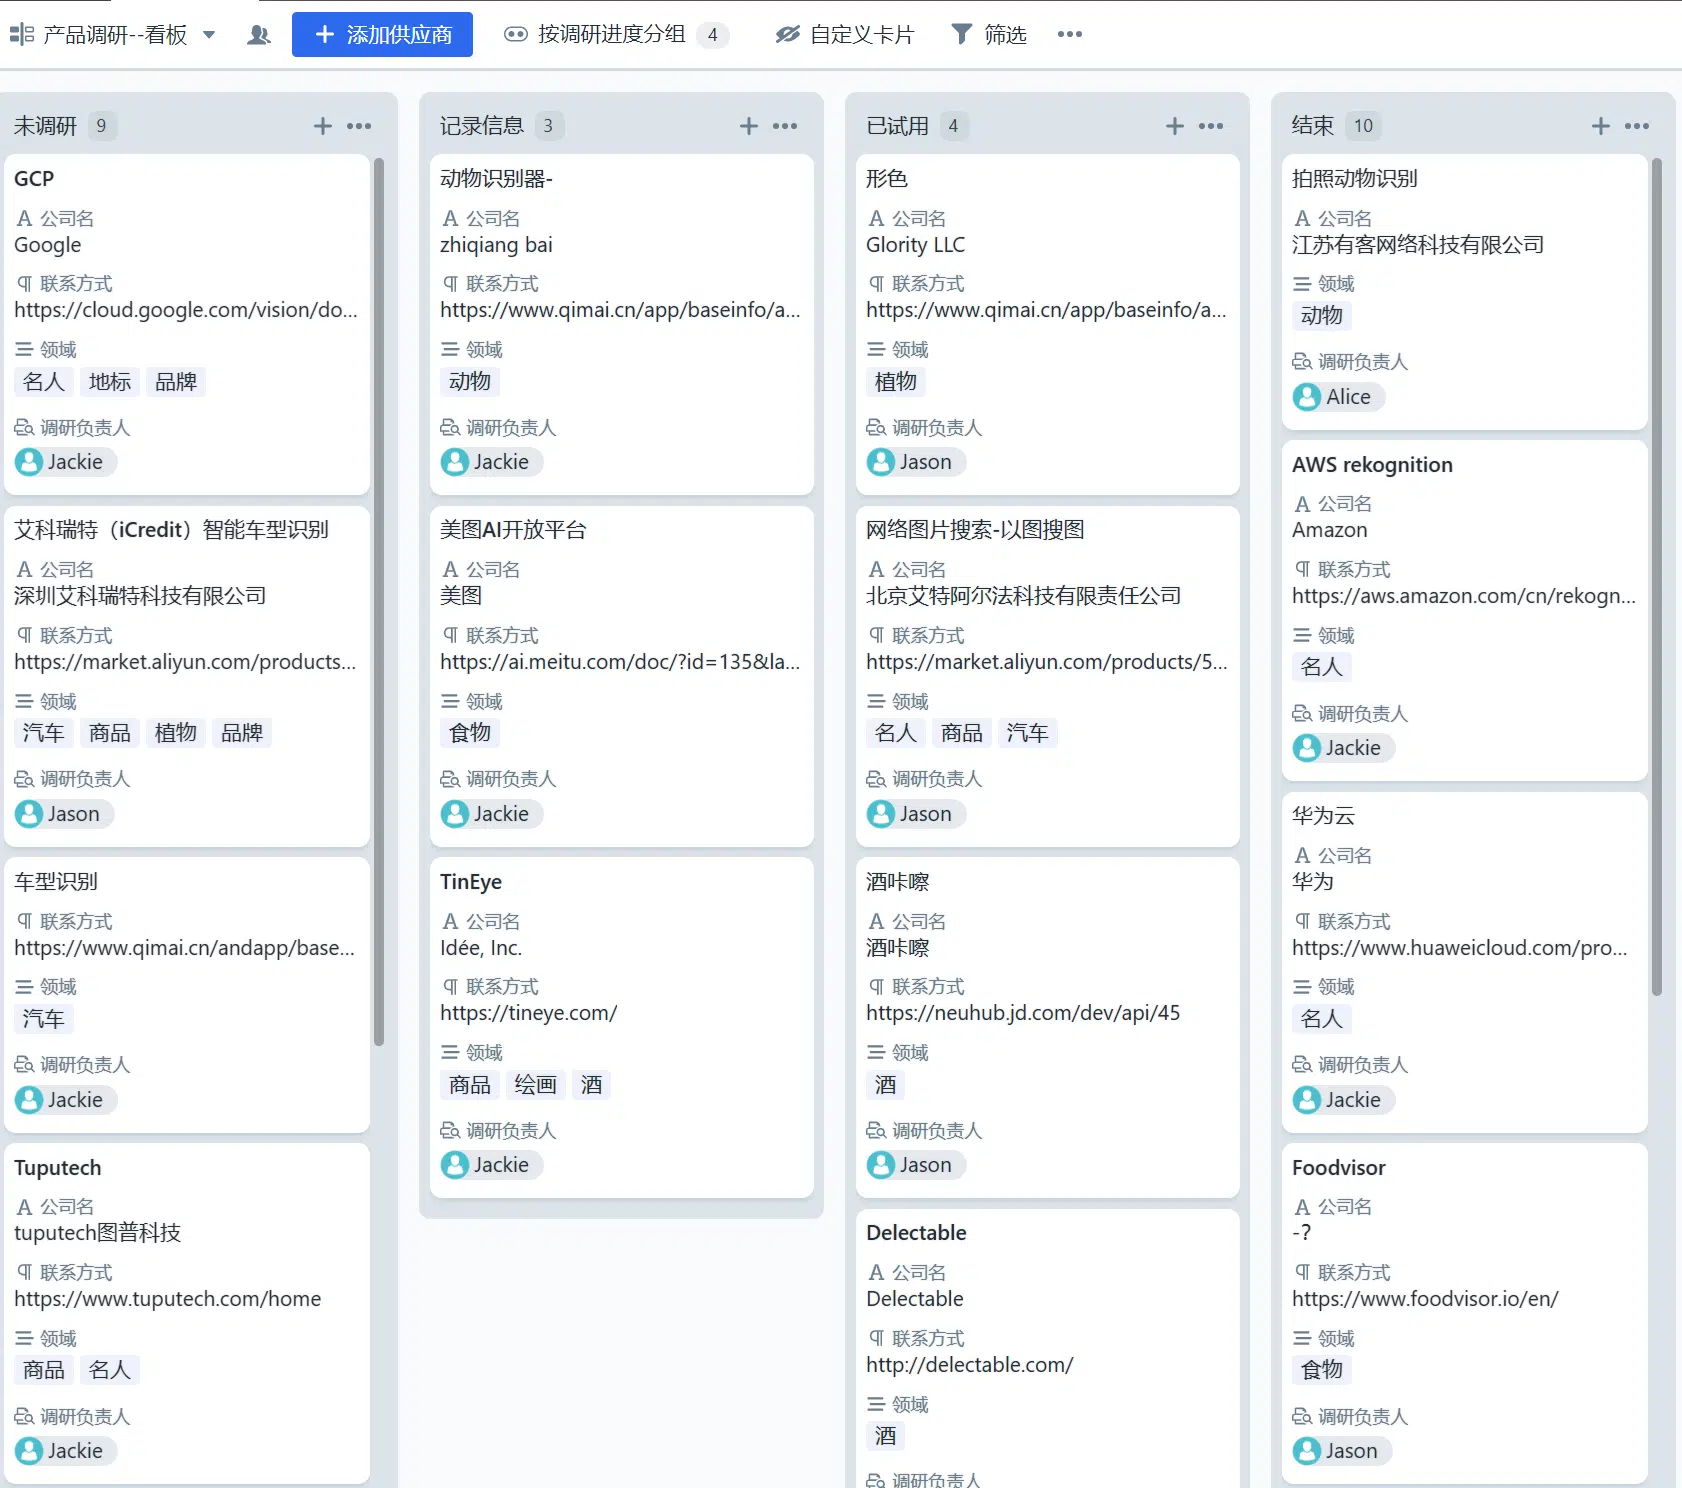 产品调研--看板
添加供应商
按调研进度分组 4
自定义卡片
筛选
未调研 9
GCP
公司名
Google
联系方式
https://cloud.google.com/vision/do...
领域
名人 地标 品牌
调研负责人
Jackie
艾科瑞特（iCredit）智能车型识别
公司名
深圳艾科瑞特科技有限公司
联系方式
https://market.aliyun.com/products...
领域
汽车 商品 植物 品牌
调研负责人
Jason
车型识别
联系方式
https://www.qimai.cn/andapp/base...
领域
汽车
调研负责人
Jackie
Tuputech
公司名
tuputech图普科技
联系方式
https://www.tuputech.com/home
领域
商品 名人
调研负责人
Jackie
记录信息 3
动物识别器-
公司名
zhiqiang bai
联系方式
https://www.qimai.cn/app/baseinfo/a...
领域
动物
调研负责人
Jackie
美图AI开放平台
公司名
美图
联系方式
https://ai.meitu.com/doc/?id=135&la...
领域
食物
调研负责人
Jackie
TinEye
公司名
Idée, Inc.
联系方式
https://tineye.com/
领域
商品 绘画 酒
调研负责人
Jackie
已试用 4
形色
公司名
Glority LLC
联系方式
https://www.qimai.cn/app/baseinfo/a...
领域
植物
调研负责人
Jason
网络图片搜索-以图搜图
公司名
北京艾特阿尔法科技有限责任公司
联系方式
https://market.aliyun.com/products/5...
领域
名人 商品 汽车
调研负责人
Jason
酒咔嚓
公司名
酒咔嚓
联系方式
https://neuhub.jd.com/dev/api/45
领域
酒
调研负责人
Jason
Delectable
公司名
Delectable
联系方式
http://delectable.com/
领域
酒
调研负责人
结束 10
拍照动物识别
公司名
江苏有客网络科技有限公司
领域
动物
调研负责人
Alice
AWS rekognition
公司名
Amazon
联系方式
https://aws.amazon.com/cn/rekogn...
领域
名人
调研负责人
Jackie
华为云
公司名
华为
联系方式
https://www.huaweicloud.com/pro...
领域
名人
调研负责人
Jackie
Foodvisor
公司名
-?
联系方式
https://www.foodvisor.io/en/
领域
食物
调研负责人
Jason